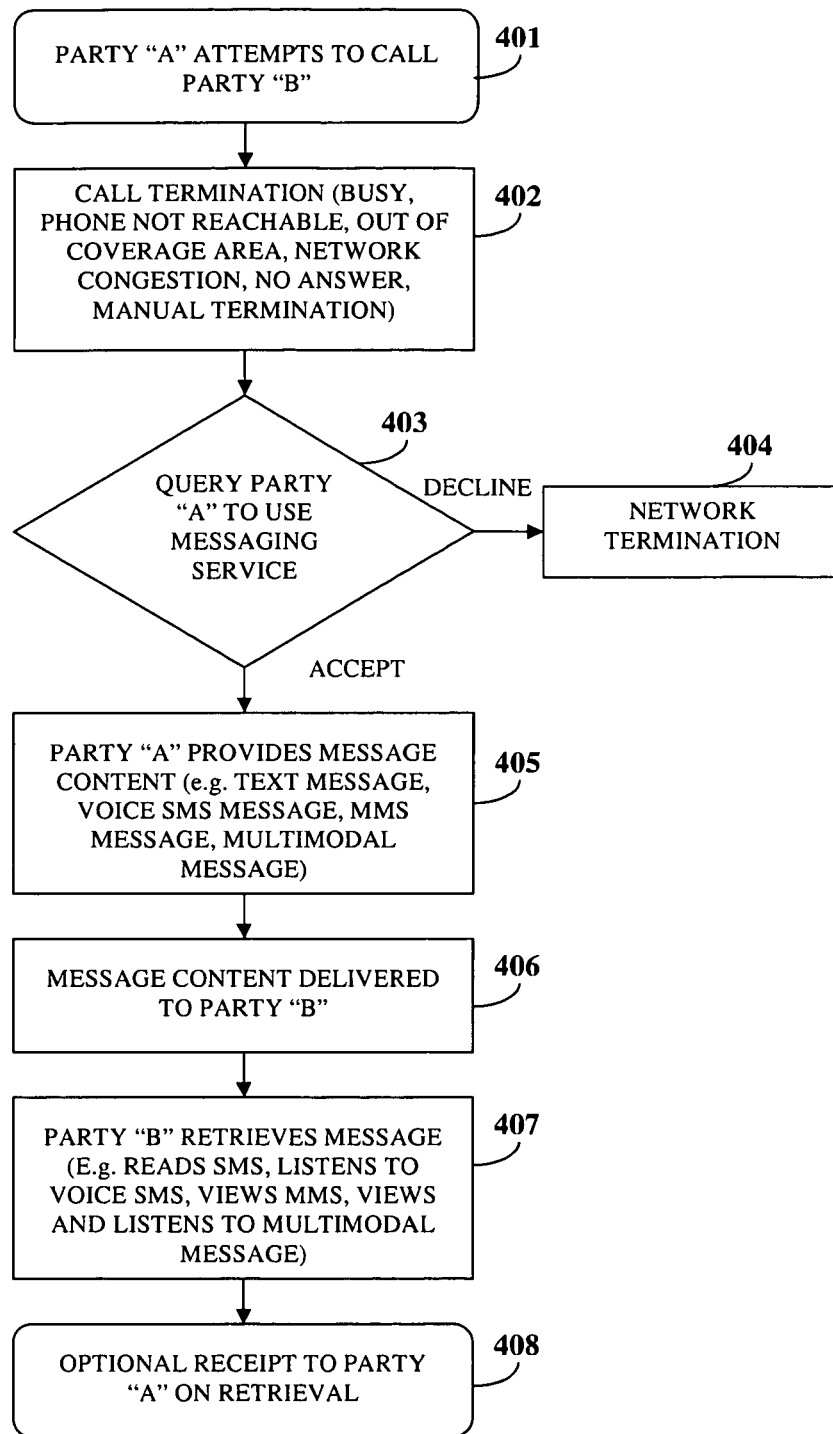 PARTY “A” ATTEMPTS TO CALL
PARTY “B”
401
CALL TERMINATION (BUSY,
PHONE NOT REACHABLE, OUT OF
COVERAGE AREA, NETWORK
CONGESTION, NO ANSWER,
MANUAL TERMINATION)
402
QUERY PARTY
“A” TO USE
MESSAGING
SERVICE
403
DECLINE
NETWORK
TERMINATION
404
ACCEPT
PARTY “A” PROVIDES MESSAGE
CONTENT (e.g. TEXT MESSAGE,
VOICE SMS MESSAGE, MMS
MESSAGE, MULTIMODAL
MESSAGE)
405
MESSAGE CONTENT DELIVERED
TO PARTY “B”
406
PARTY “B” RETRIEVES MESSAGE
(E.g. READS SMS, LISTENS TO
VOICE SMS, VIEWS MMS, VIEWS
AND LISTENS TO MULTIMODAL
MESSAGE)
407
OPTIONAL RECEIPT TO PARTY
“A” ON RETRIEVAL
408